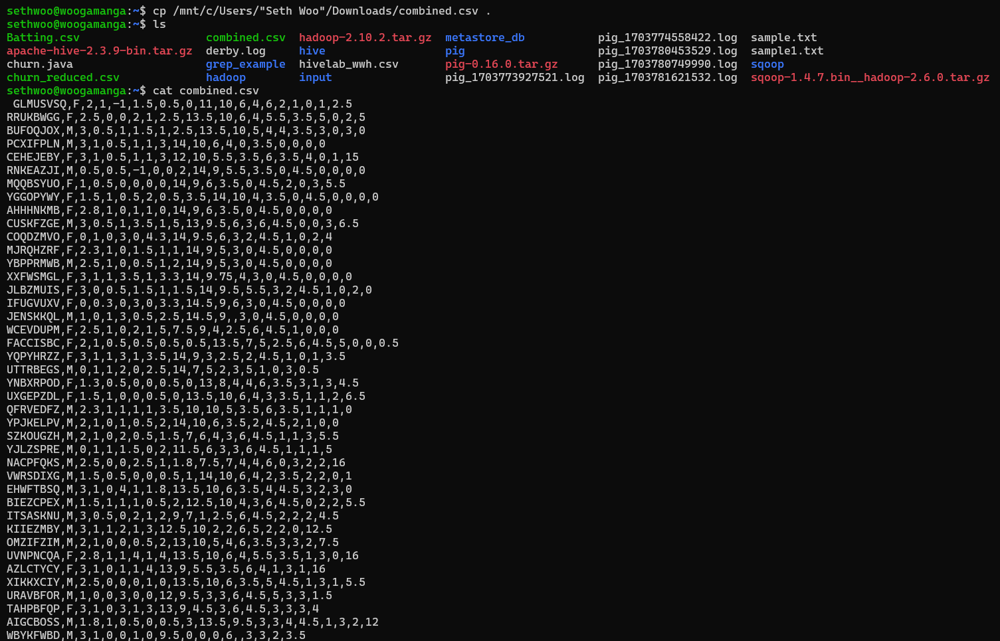 sethwoo@woogamanga:~$ cp /mnt/c/Users/"Seth Woo"/Downloads/combined.csv .
sethwoo@woogamanga:~$ ls
Batting.csv combined.csv hadoop-2.10.2.tar.gz metastore_db pig_1703774558422.log sample.txt
apache-hive-2.3.9-bin.tar.gz derby.log hive pig pig_1703780453529.log sample1.txt
churn.java grep_example hivelab_wwh.csv pig-0.16.0.tar.gz pig_1703780749990.log sqoop
churn_reduced.csv hadoop input pig_1703773927521.log pig_1703781621532.log sqoop-1.4.7.bin__hadoop-2.6.0.tar.gz
sethwoo@woogamanga:~$ cat combined.csv
GLMUSVSQ,F,2,1,-1,1.5,0.5,0,11,10,6,4,6,2,1,0,1,2.5
RRUKBWGG,F,2.5,0,0,2,1,2.5,13.5,10,6,4,5.5,3.5,5,0,2,5
BUFOQJOX,M,3,0.5,1,1.5,1,2.5,13.5,10,5,4,4,3.5,3,0,3,0
PCXIFPLN,M,3,1,0.5,1,1,3,14,10,6,4,0,3.5,0,0,0,0
CEHEJEBY,F,3,1,0.5,1,1,3,12,10,5.5,3.5,6,3.5,4,0,1,15
RNKEAZJI,M,0.5,0.5,-1,0,0,2,14,9,5.5,3.5,0,4.5,0,0,0,0
MQQBSYUO,F,1,0.5,0,0,0,0,14,9,6,3.5,0,4.5,2,0,3,5.5
YGGOPYWY,F,1.5,1,0.5,2,0.5,3.5,14,10,4,3.5,0,4.5,0,0,0,0
AHHHNKMB,F,2.8,1,0,1,1,0,14,9,6,3.5,0,4.5,0,0,0,0
CUSKFZGE,M,3,0.5,1,3.5,1,5,13,9.5,6,3,6,4.5,0,0,3,6.5
COQDZMVO,F,0,1,0,3,0,4.3,14,9.5,6,3,2,4.5,1,0,2,4
MJRQHZRF,F,2.3,1,0,1.5,1,1,14,9,5,3,0,4.5,0,0,0,0
YBPPRMWB,M,2.5,1,0,0.5,1,2,14,9,5,3,0,4.5,0,0,0,0
XXFWSMGL,F,3,1,1,3.5,1,3.3,14,9.75,4,3,0,4.5,0,0,0,0
JLBZMUIS,F,3,0,0.5,1.5,1,1.5,14,9.5,5.5,3,2,4.5,1,0,2,0
IFUGVUXV,F,0,0.3,0,3,0,3.3,14.5,9,6,3,0,4.5,0,0,0,0
JENSKKQL,M,1,0,1,3,0.5,2.5,14.5,9,,3,0,4.5,0,0,0,0
WCEVDUPM,F,2.5,1,0,2,1,5,7.5,9,4,2.5,6,4.5,1,0,0,0
FACCISBC,F,2,1,0.5,0.5,0.5,0.5,13.5,7,5,2.5,6,4.5,5,0,0,0.5
YQPYHRZZ,F,3,1,1,3,1,3.5,14,9,3,2.5,2,4.5,1,0,1,3.5
UTTRBEGS,M,0,1,1,2,0,2.5,14,7,5,2,3,5,1,0,3,0.5
YNBXRPOD,F,1.3,0.5,0,0,0.5,0,13,8,4,4,6,3.5,3,1,3,4.5
UXGEPZDL,F,1.5,1,0,0,0.5,0,13.5,10,6,4,3,3.5,1,1,2,6.5
QFRVEDFZ,M,2.3,1,1,1,1,3.5,10,10,5,3.5,6,3.5,1,1,1,0
YPJKELPV,M,2,1,0,1,0.5,2,14,10,6,3.5,2,4.5,2,1,0,0
SZKOUGZH,M,2,1,0,2,0.5,1.5,7,6,4,3,6,4.5,1,1,3,5.5
YJLZSPRE,M,0,1,1,1.5,0,2,11.5,6,3,3,6,4.5,1,1,1,5
NACPFQKS,M,2.5,0,0,2.5,1,1.8,7.5,7,4,4,6,0,3,2,2,16
VWRSDIXG,M,1.5,0.5,0,0,0.5,1,14,10,6,4,2,3.5,2,2,0,1
EHWFTBSQ,M,3,1,0,4,1,1.8,13.5,10,6,3.5,4,4.5,3,2,3,0
BIEZCPEX,M,1.5,1,1,1,0.5,2,12.5,10,4,3,6,4.5,0,2,2,5.5
ITSASKNU,M,3,0.5,0,2,1,2,9,7,1,2.5,6,4.5,2,2,2,4.5
KIIEZMBY,M,3,1,1,2,1,3,12.5,10,2,2,6,5,2,2,0,12.5
OMZIFZIM,M,2,1,0,0,0.5,2,13,10,5,4,6,3.5,3,3,2,7.5
UVNPNCQA,F,2.8,1,1,4,1,4,13.5,10,6,4,5.5,3.5,1,3,0,16
AZLCTYCY,F,3,1,0,1,1,4,13,9,5.5,3.5,6,4,1,3,1,16
XIKKXCIY,M,2.5,0,0,0,1,0,13.5,10,6,3.5,5,4.5,1,3,1,5.5
URAVBFOR,M,1,0,0,3,0,0,12,9.5,3,3,6,4.5,5,3,3,1.5
TAHPBFQP,F,3,1,0,3,1,3,13,9,4.5,3,6,4.5,3,3,3,4
AIGCBOSS,M,1.8,1,0.5,0,0.5,3,13.5,9.5,3,3,4,4.5,1,3,2,12
WBYKFWBD,M,3,1,0,0,1,0,9.5,0,0,0,6,,3,3,2,3.5